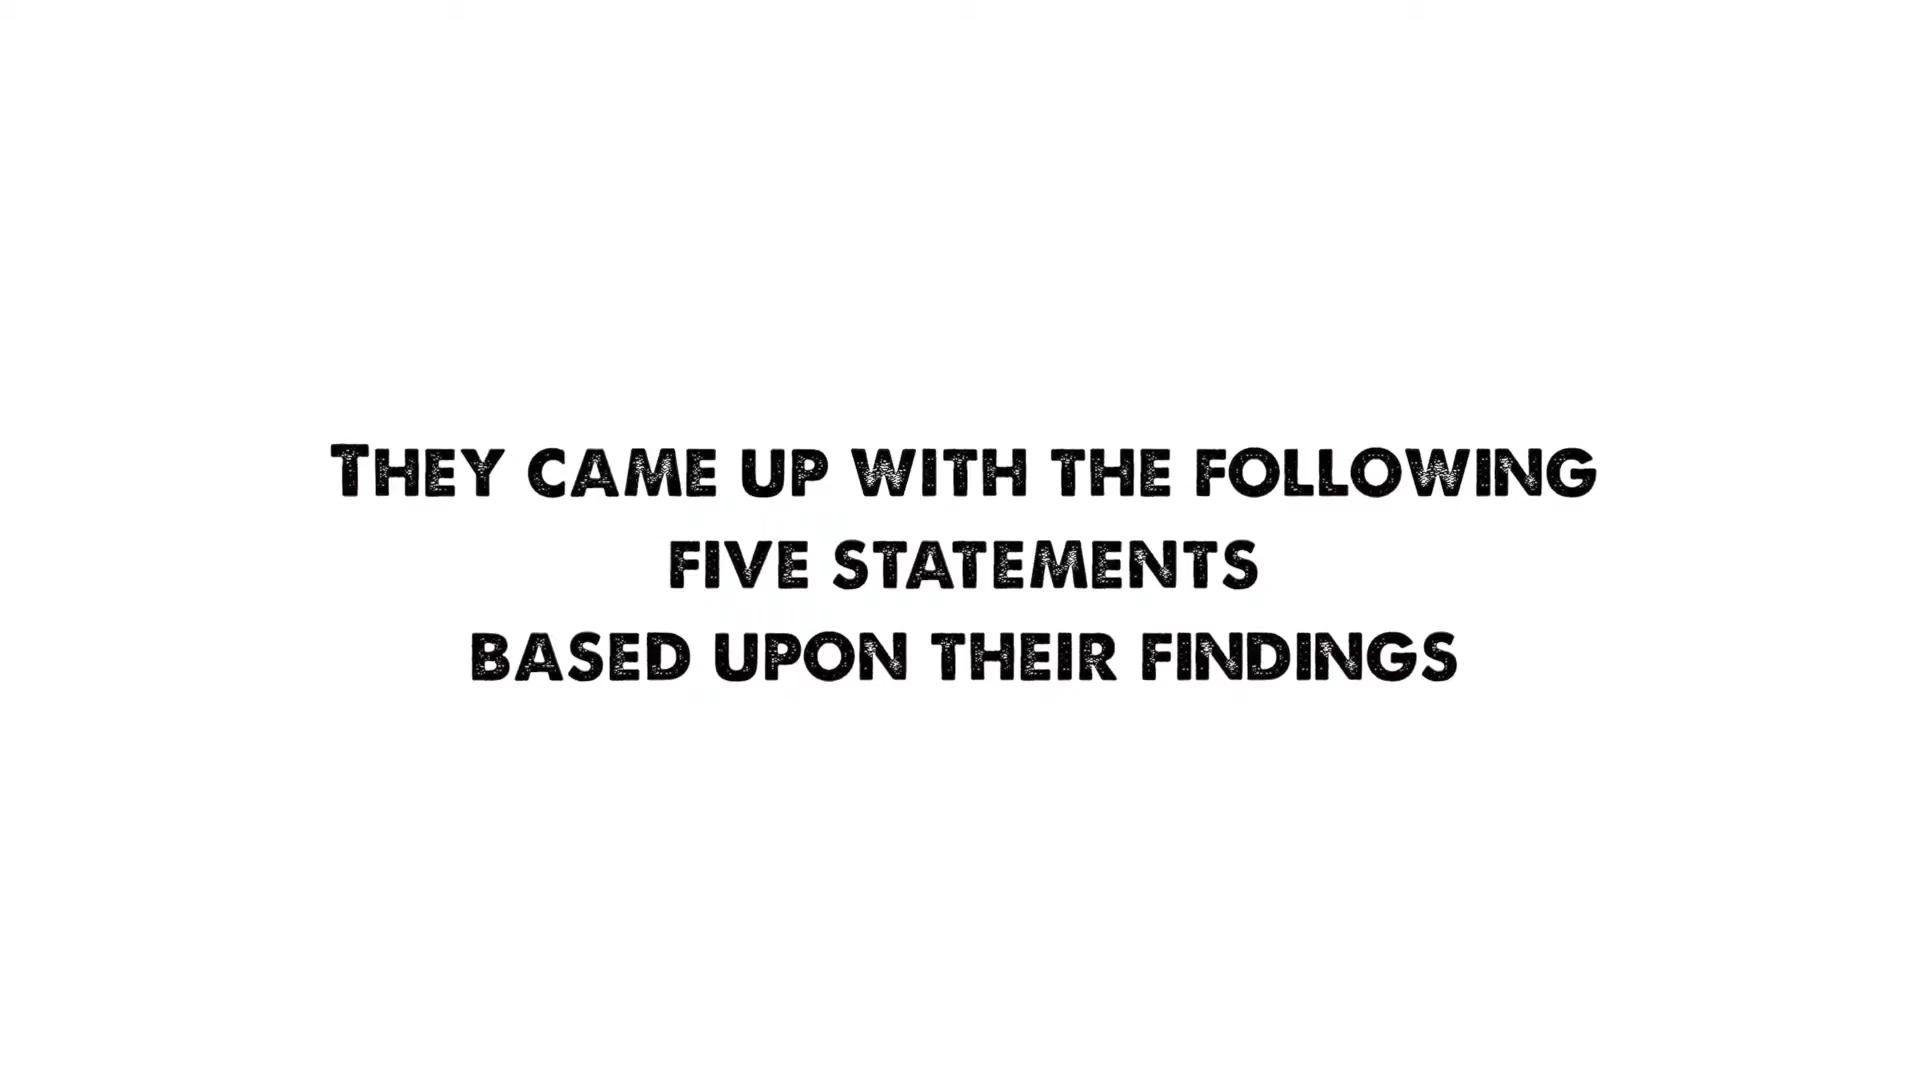 They came up with the following
five statements
based upon their findings